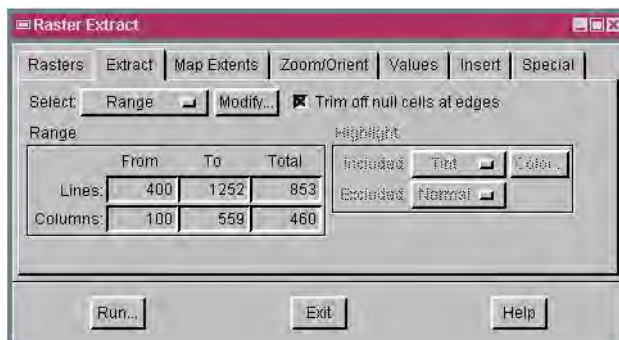 Raster Extract
Rasters Extract Map Extents Zoom/Orient Values Insert Special
Select: Range Modify... Trim off null cells at edges
Range Highlight
From To Total
Included Tint Color...
Lines: 400 1252 853
Excluded Normal
Columns: 100 559 460
Run... Exit Help